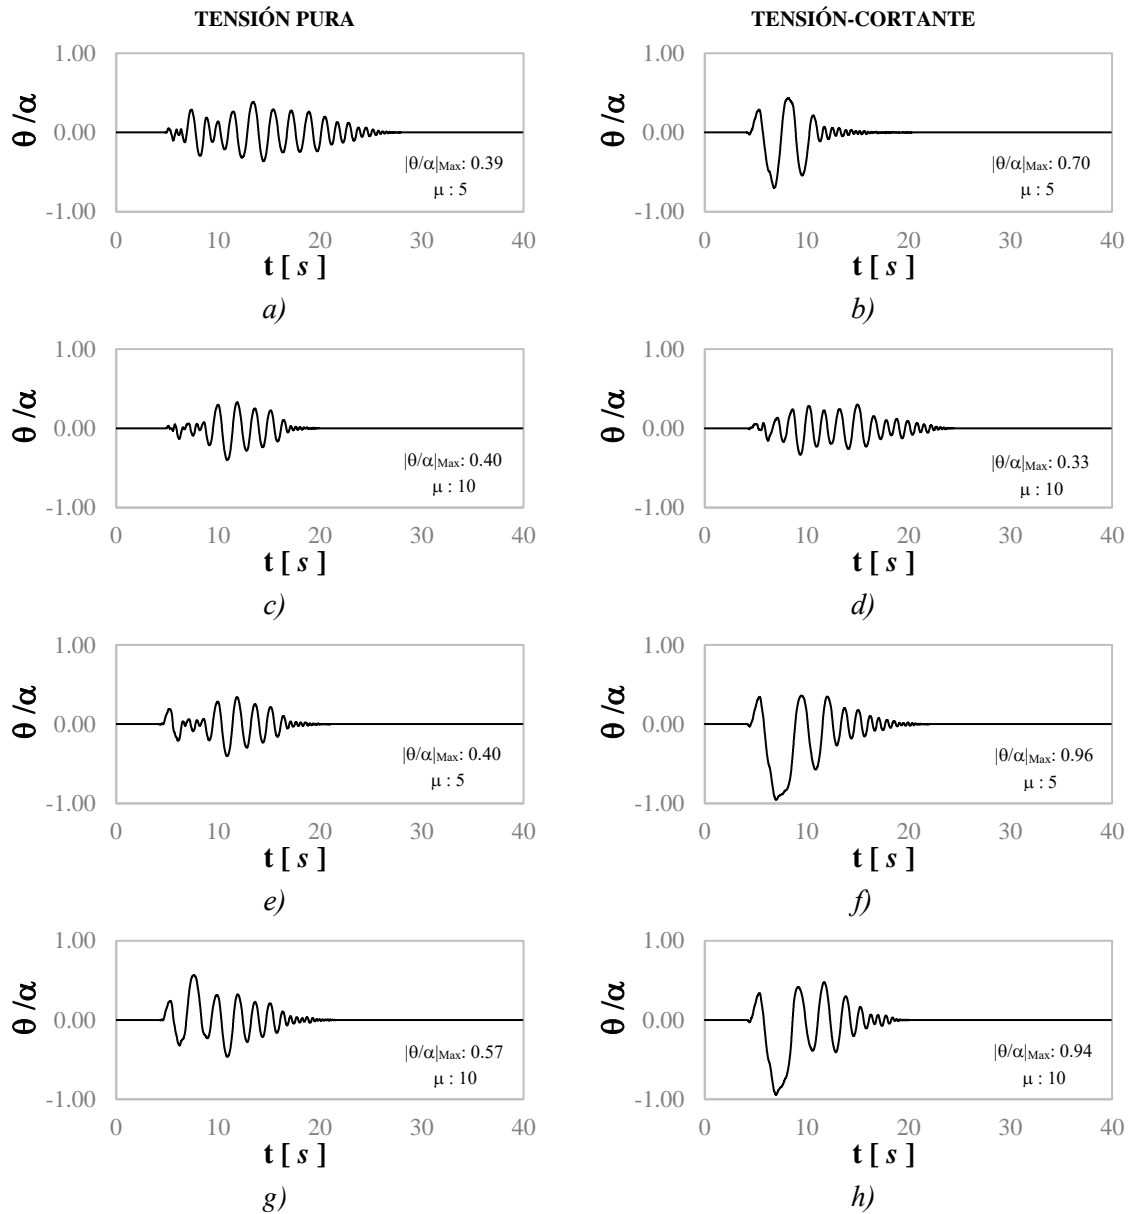 TENSIÓN PURA
TENSIÓN-CORTANTE
1.00
0.00
-1.00
θ /α
|θ/α|Max: 0.39
μ : 5
0 10 20 30 40
t [ s ]
a)
1.00
0.00
-1.00
θ /α
|θ/α|Max: 0.70
μ : 5
0 10 20 30 40
t [ s ]
b)
1.00
0.00
-1.00
θ /α
|θ/α|Max: 0.40
μ : 10
0 10 20 30 40
t [ s ]
c)
1.00
0.00
-1.00
θ /α
|θ/α|Max: 0.33
μ : 10
0 10 20 30 40
t [ s ]
d)
1.00
0.00
-1.00
θ /α
|θ/α|Max: 0.40
μ : 5
0 10 20 30 40
t [ s ]
e)
1.00
0.00
-1.00
θ /α
|θ/α|Max: 0.96
μ : 5
0 10 20 30 40
t [ s ]
f)
1.00
0.00
-1.00
θ /α
|θ/α|Max: 0.57
μ : 10
0 10 20 30 40
t [ s ]
g)
1.00
0.00
-1.00
θ /α
|θ/α|Max: 0.94
μ : 10
0 10 20 30 40
t [ s ]
h)